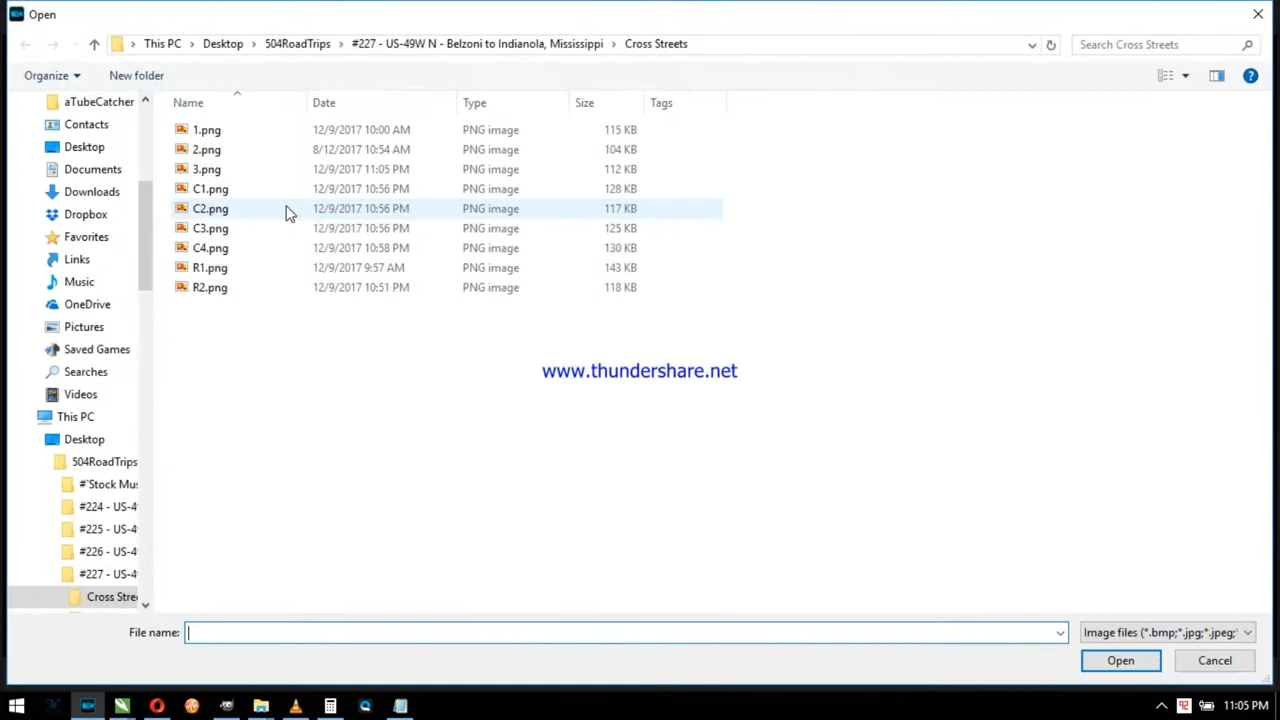 Open
This PC > Desktop > 504RoadTrips > #227 - US-49W N - Belzoni to Indianola, Mississippi > Cross Streets
Search Cross Streets
Organize
New folder
Name Date Type Size Tags
1.png 12/9/2017 10:00 AM PNG image 115 KB
2.png 8/12/2017 10:54 AM PNG image 104 KB
3.png 12/9/2017 11:05 PM PNG image 112 KB
C1.png 12/9/2017 10:56 PM PNG image 128 KB
C2.png 12/9/2017 10:56 PM PNG image 117 KB
C3.png 12/9/2017 10:56 PM PNG image 125 KB
C4.png 12/9/2017 10:58 PM PNG image 130 KB
R1.png 12/9/2017 9:57 AM PNG image 143 KB
R2.png 12/9/2017 10:51 PM PNG image 118 KB
aTubeCatcher
Contacts
Desktop
Documents
Downloads
Dropbox
Favorites
Links
Music
OneDrive
Pictures
Saved Games
Searches
Videos
This PC
Desktop
504RoadTrips
#`Stock Mu
#224 - US-4
#225 - US-4
#226 - US-4
#227 - US-4
Cross Stre
www.thundershare.net
File name:
Image files (*.bmp;*.jpg;*.jpeg;
Open
Cancel
92
11:05 PM